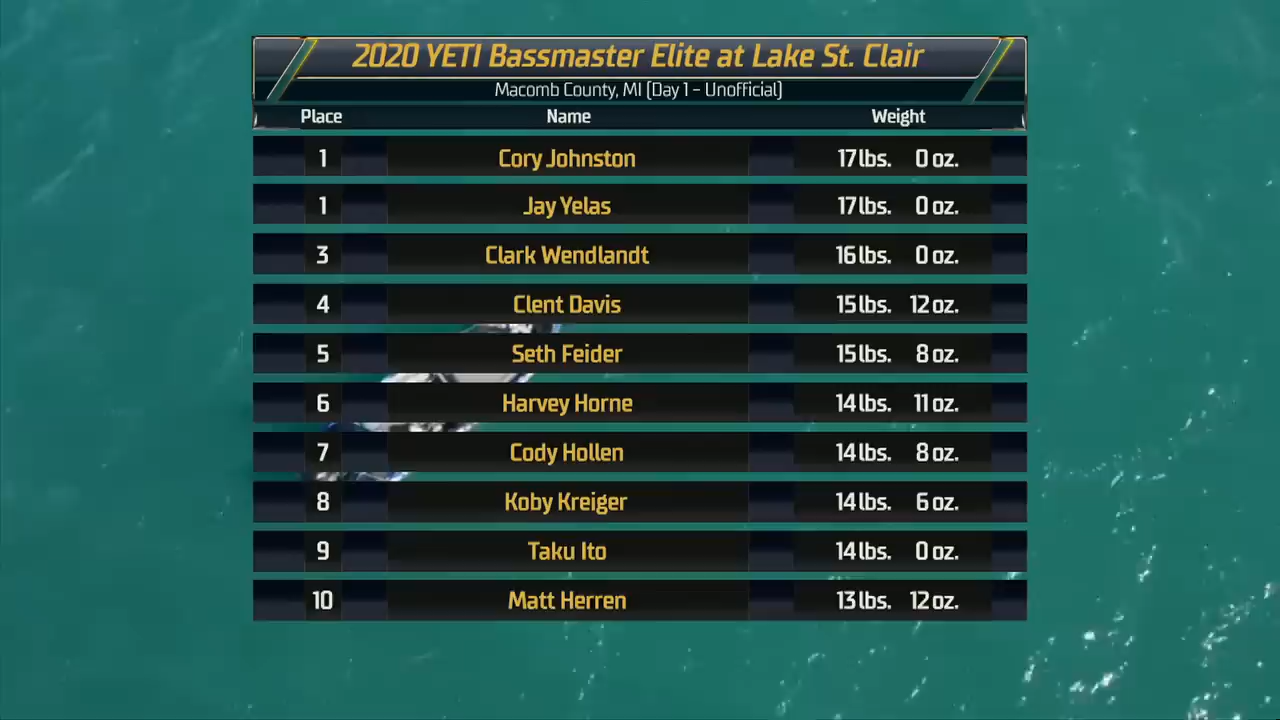 2020 YETI Bassmaster Elite at Lake St. Clair
Macomb County, MI (Day 1 - Unofficial)
Place Name Weight
1 Cory Johnston 17 lbs. 0 oz.
1 Jay Yelas 17 lbs. 0 oz.
3 Clark Wendlandt 16 lbs. 0 oz.
4 Clent Davis 15 lbs. 12 oz.
5 Seth Feider 15 lbs. 8 oz.
6 Harvey Horne 14 lbs. 11 oz.
7 Cody Hollen 14 lbs. 8 oz.
8 Koby Kreiger 14 lbs. 6 oz.
9 Taku Ito 14 lbs. 0 oz.
10 Matt Herren 13 lbs. 12 oz.